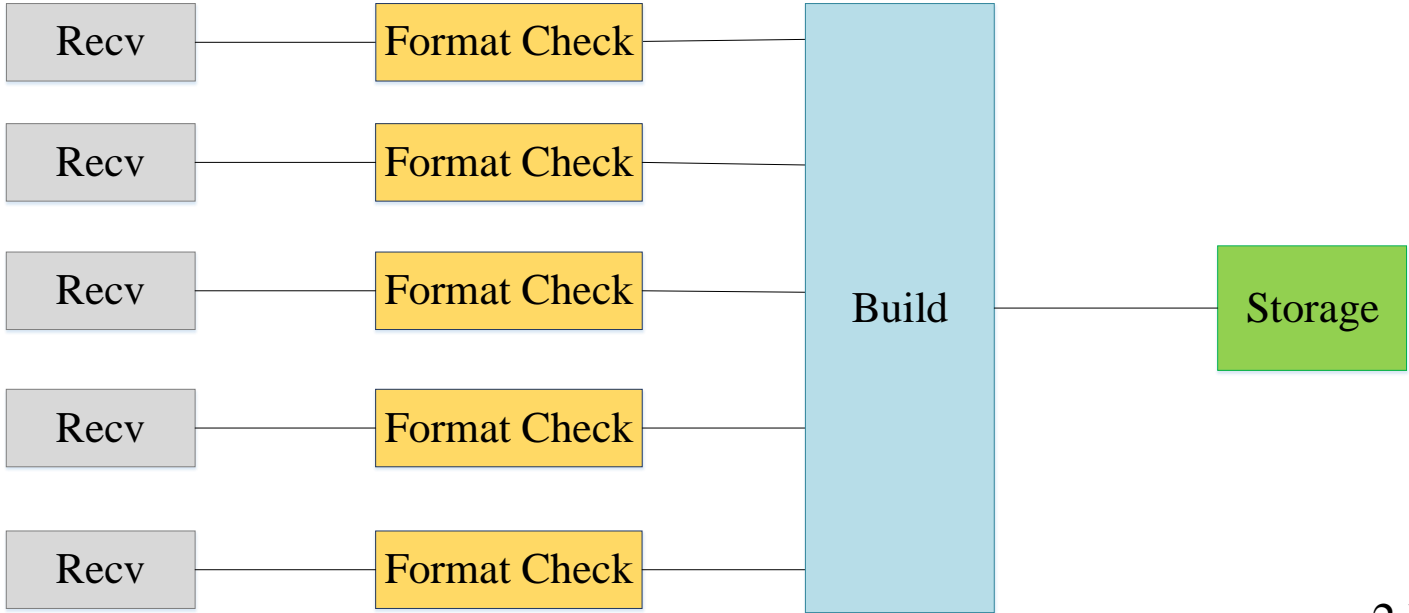 Recv
Format Check
Recv
Format Check
Recv
Format Check
Build
Storage
Recv
Format Check
Recv
Format Check